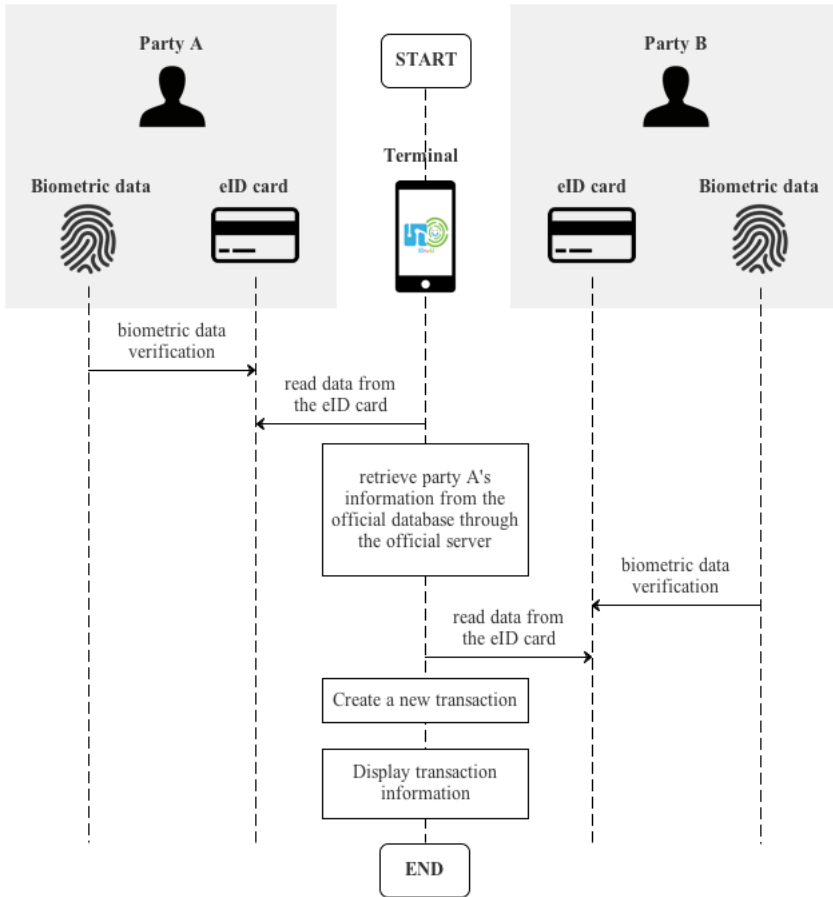 Party A
START
Party B
Terminal
Biometric data
eID card
eID card
Biometric data
biometric data
verification
read data from
the eID card
retrieve party A's
information from the
official database through
the official server
biometric data
verification
read data from
the eID card
Create a new transaction
Display transaction
information
END